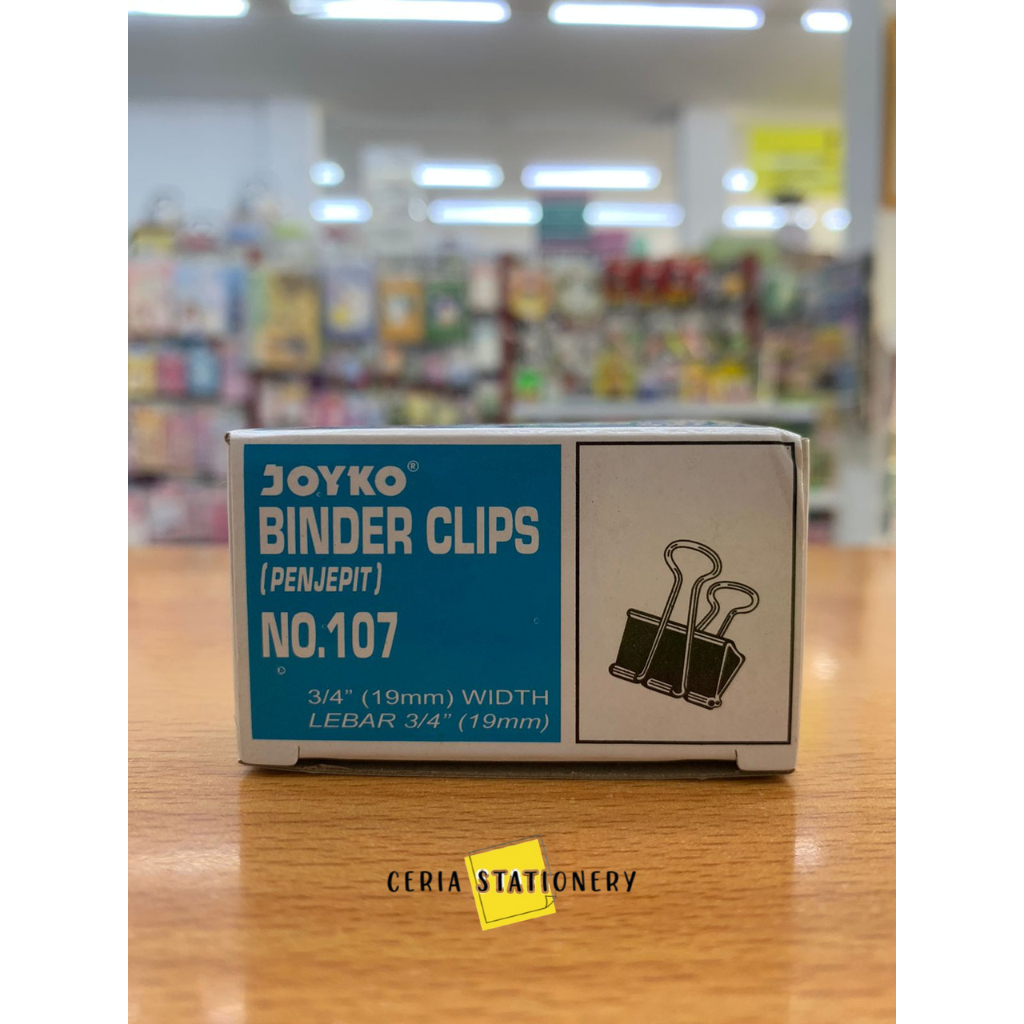 JOYKO®
BINDER CLIPS
(PENJEPIT)
NO.107
3/4" (19mm) WIDTH
LEBAR 3/4" (19mm)
CERIA STATIONERY